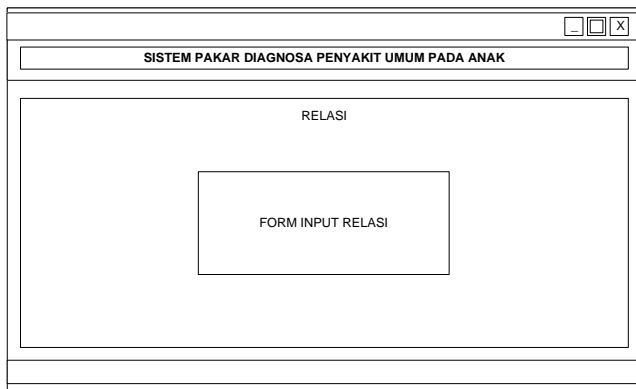 _ X
SISTEM PAKAR DIAGNOSA PENYAKIT UMUM PADA ANAK
RELASI
FORM INPUT RELASI